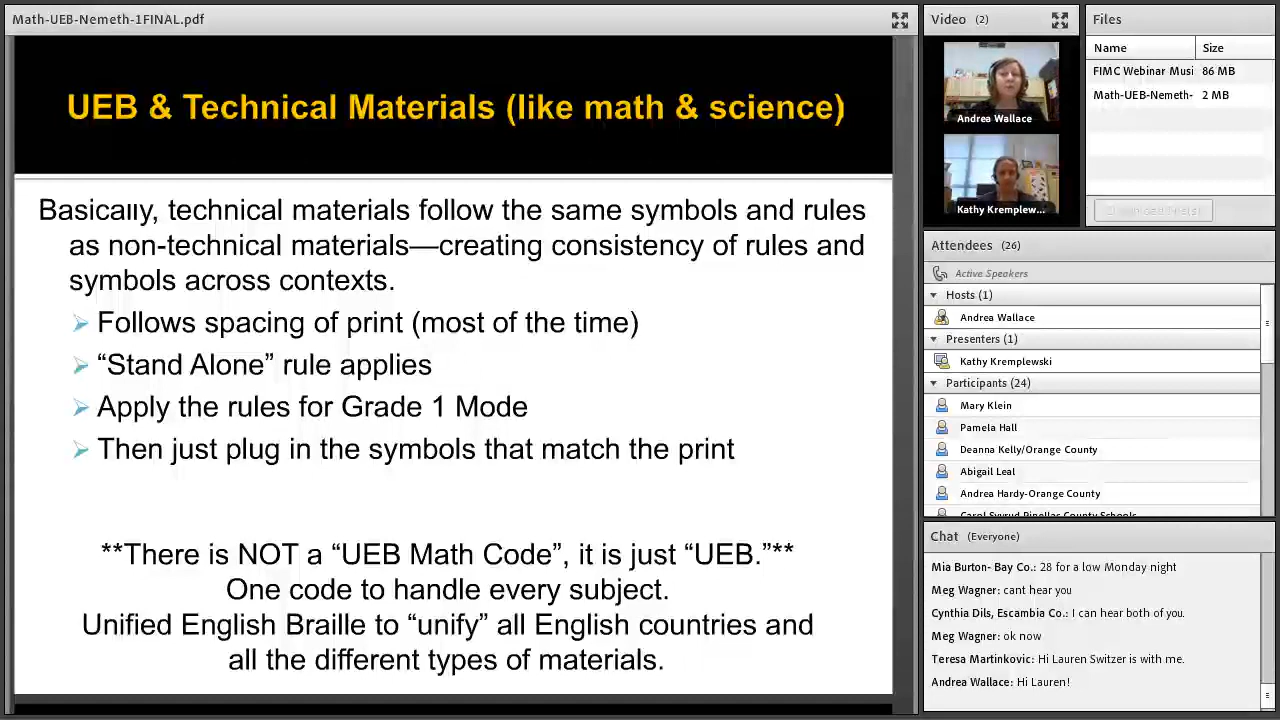 Math-UEB-Nemeth-1FINAL.pdf
UEB & Technical Materials (like math & science)
Basically, technical materials follow the same symbols and rules
as non-technical materials—creating consistency of rules and
symbols across contexts.
Follows spacing of print (most of the time)
“Stand Alone” rule applies
Apply the rules for Grade 1 Mode
Then just plug in the symbols that match the print
**There is NOT a “UEB Math Code”, it is just “UEB.”**
One code to handle every subject.
Unified English Braille to “unify” all English countries and
all the different types of materials.
Video (2)
Andrea Wallace
Kathy Kremplew...
Files
Name Size
FIMC Webinar Musi 86 MB
Math-UEB-Nemeth- 2 MB
Attendees (26)
Active Speakers
Hosts (1)
Andrea Wallace
Presenters (1)
Kathy Kremplewski
Participants (24)
Mary Klein
Pamela Hall
Deanna Kelly/Orange County
Abigail Leal
Andrea Hardy-Orange County
Chat (Everyone)
Mia Burton- Bay Co.: 28 for a low Monday night
Meg Wagner: cant hear you
Cynthia Dils, Escambia Co.: I can hear both of you.
Meg Wagner: ok now
Teresa Martinkovic: Hi Lauren Switzer is with me.
Andrea Wallace: Hi Lauren!